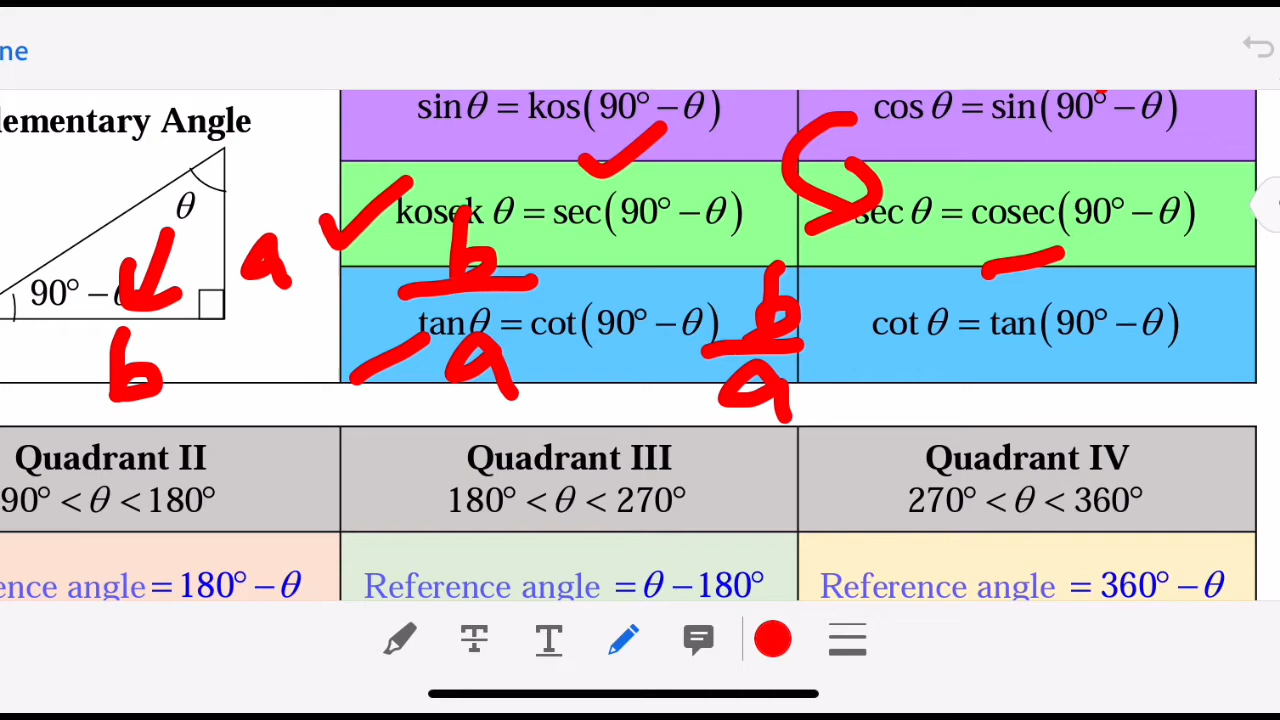 ne
lementary Angle
sin θ = kos(90° − θ)
cos θ = sin(90° − θ)
θ
a
kosek θ = sec(90° − θ)
sec θ = cosec(90° − θ)
90° − θ
b
b
b
tan θ = cot(90° − θ)
cot θ = tan(90° − θ)
a
a
Quadrant II
90° < θ < 180°
Quadrant III
180° < θ < 270°
Quadrant IV
270° < θ < 360°
ence angle = 180° − θ
Reference angle = θ − 180°
Reference angle = 360° − θ
T
T